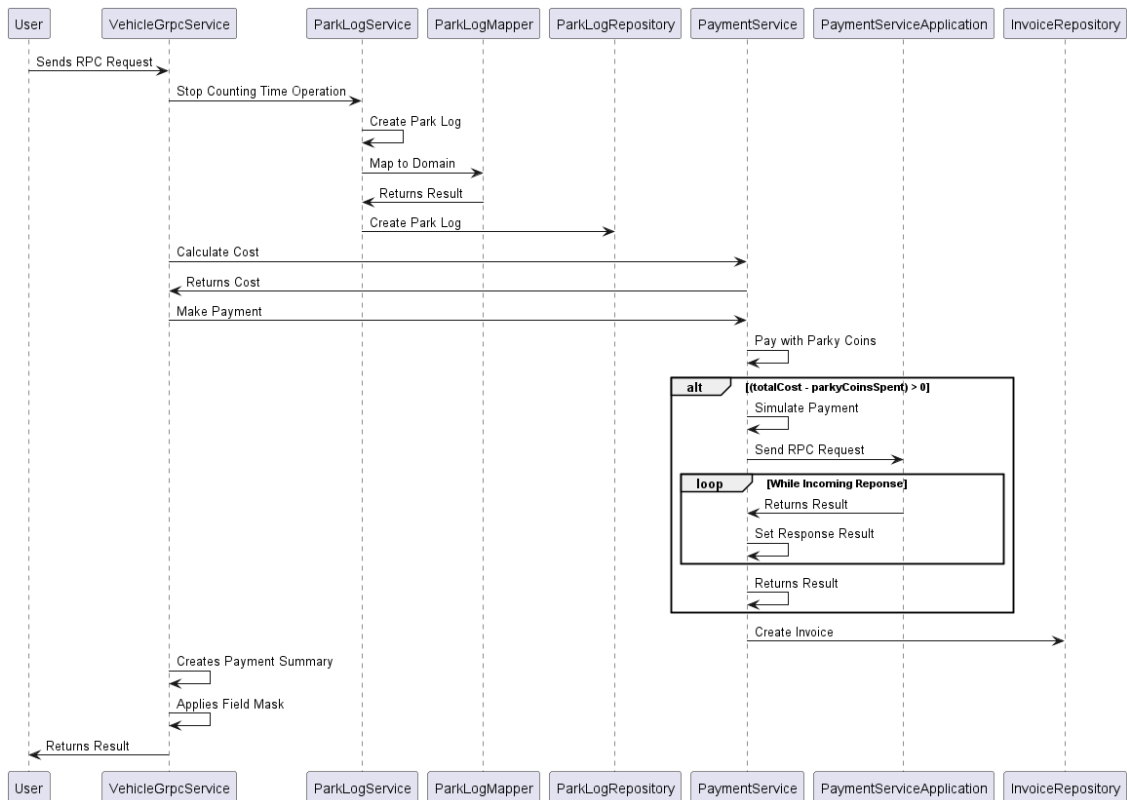 User VehicleGrpcService ParkLogService ParkLogMapper ParkLogRepository PaymentService PaymentServiceApplication InvoiceRepository
Sends RPC Request
Stop Counting Time Operation
Create Park Log
Map to Domain
Returns Result
Create Park Log
Calculate Cost
Returns Cost
Make Payment
Pay with Parky Coins
alt [(totalCost - parkyCoinsSpent) > 0]
Simulate Payment
Send RPC Request
loop [While Incoming Reponse]
Returns Result
Set Response Result
Returns Result
Create Invoice
Creates Payment Summary
Applies Field Mask
Returns Result
User VehicleGrpcService ParkLogService ParkLogMapper ParkLogRepository PaymentService PaymentServiceApplication InvoiceRepository